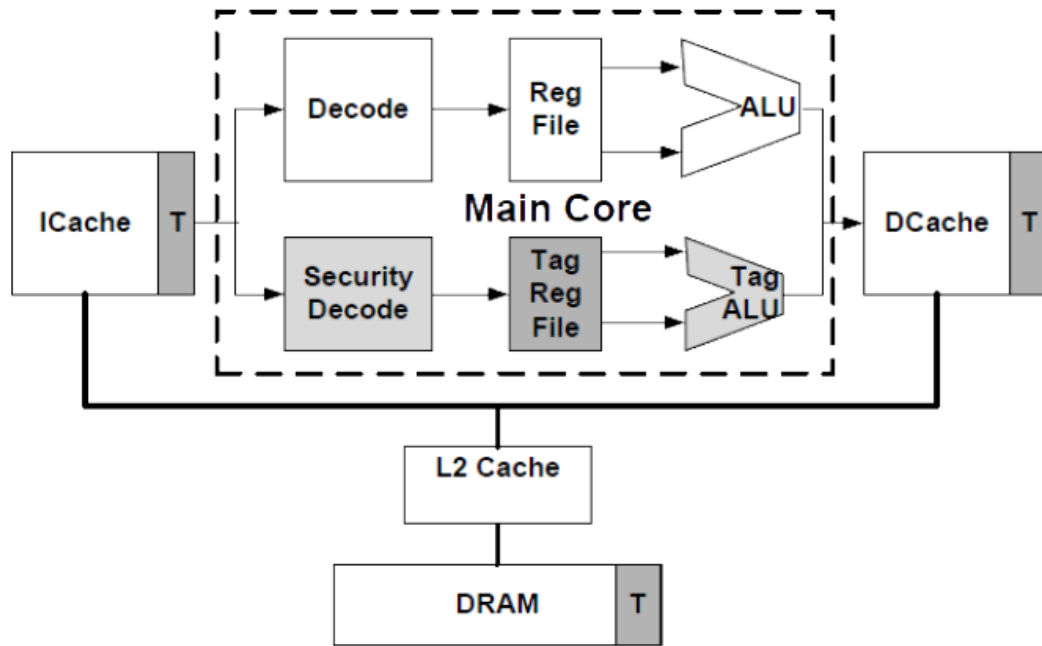 Decode
Reg
File
ALU
ICache
T
Main Core
DCache
T
Security
Decode
Tag
Reg
File
Tag
ALU
L2 Cache
DRAM
T